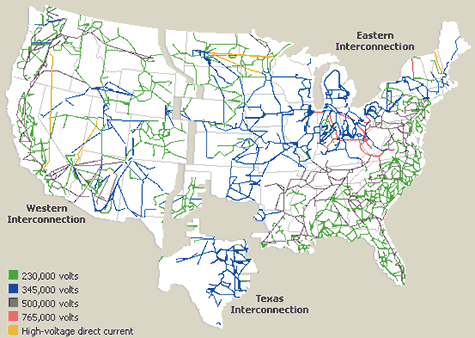 Eastern
Interconnection
Western
Interconnection
Texas
Interconnection
230,000 volts
345,000 volts
500,000 volts
765,000 volts
High-voltage direct current